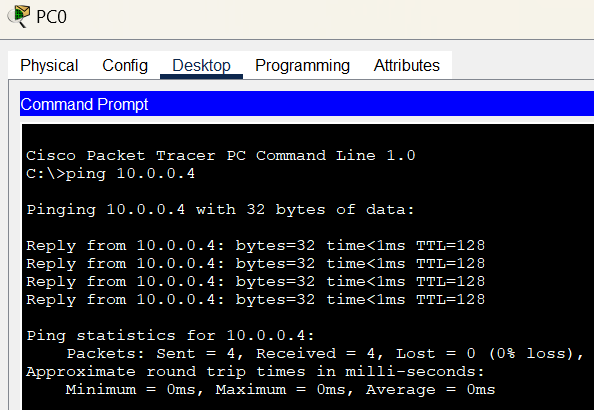 PC0
Physical Config Desktop Programming Attributes
Command Prompt
Cisco Packet Tracer PC Command Line 1.0
C:\>ping 10.0.0.4
Pinging 10.0.0.4 with 32 bytes of data:
Reply from 10.0.0.4: bytes=32 time<1ms TTL=128
Reply from 10.0.0.4: bytes=32 time<1ms TTL=128
Reply from 10.0.0.4: bytes=32 time<1ms TTL=128
Reply from 10.0.0.4: bytes=32 time<1ms TTL=128
Ping statistics for 10.0.0.4:
Packets: Sent = 4, Received = 4, Lost = 0 (0% loss),
Approximate round trip times in milli-seconds:
Minimum = 0ms, Maximum = 0ms, Average = 0ms